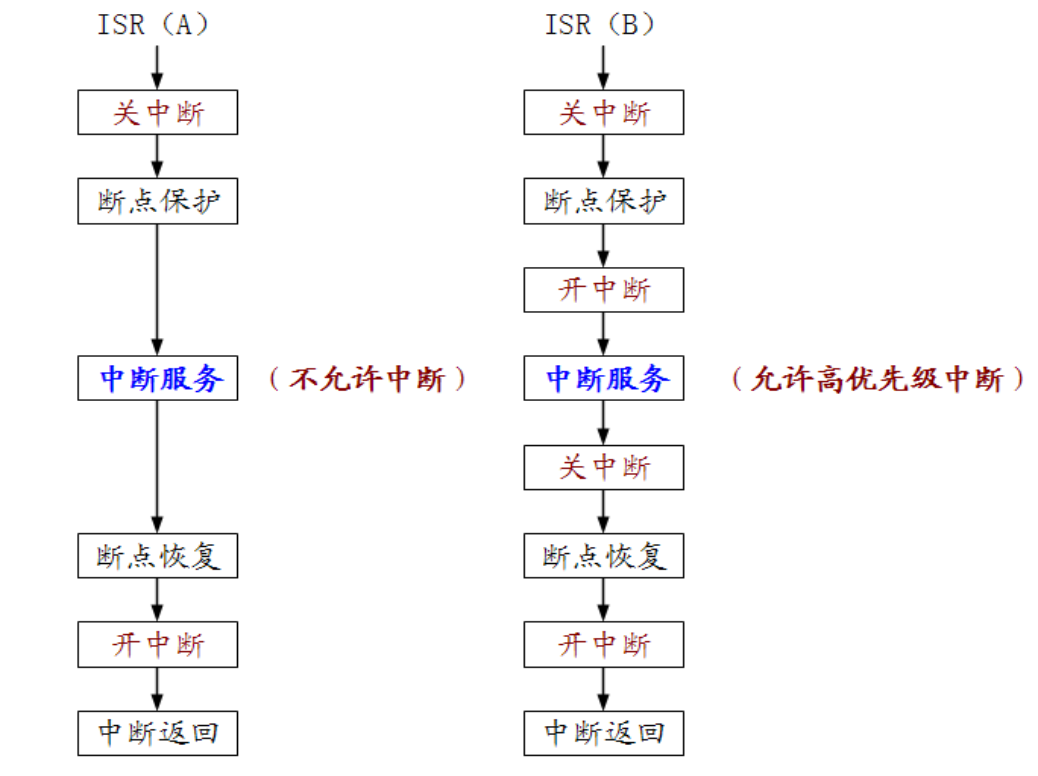 ISR（A）
关中断
断点保护
中断服务
（不允许中断）
断点恢复
开中断
中断返回
ISR（B）
关中断
断点保护
开中断
中断服务
（允许高优先级中断）
关中断
断点恢复
开中断
中断返回